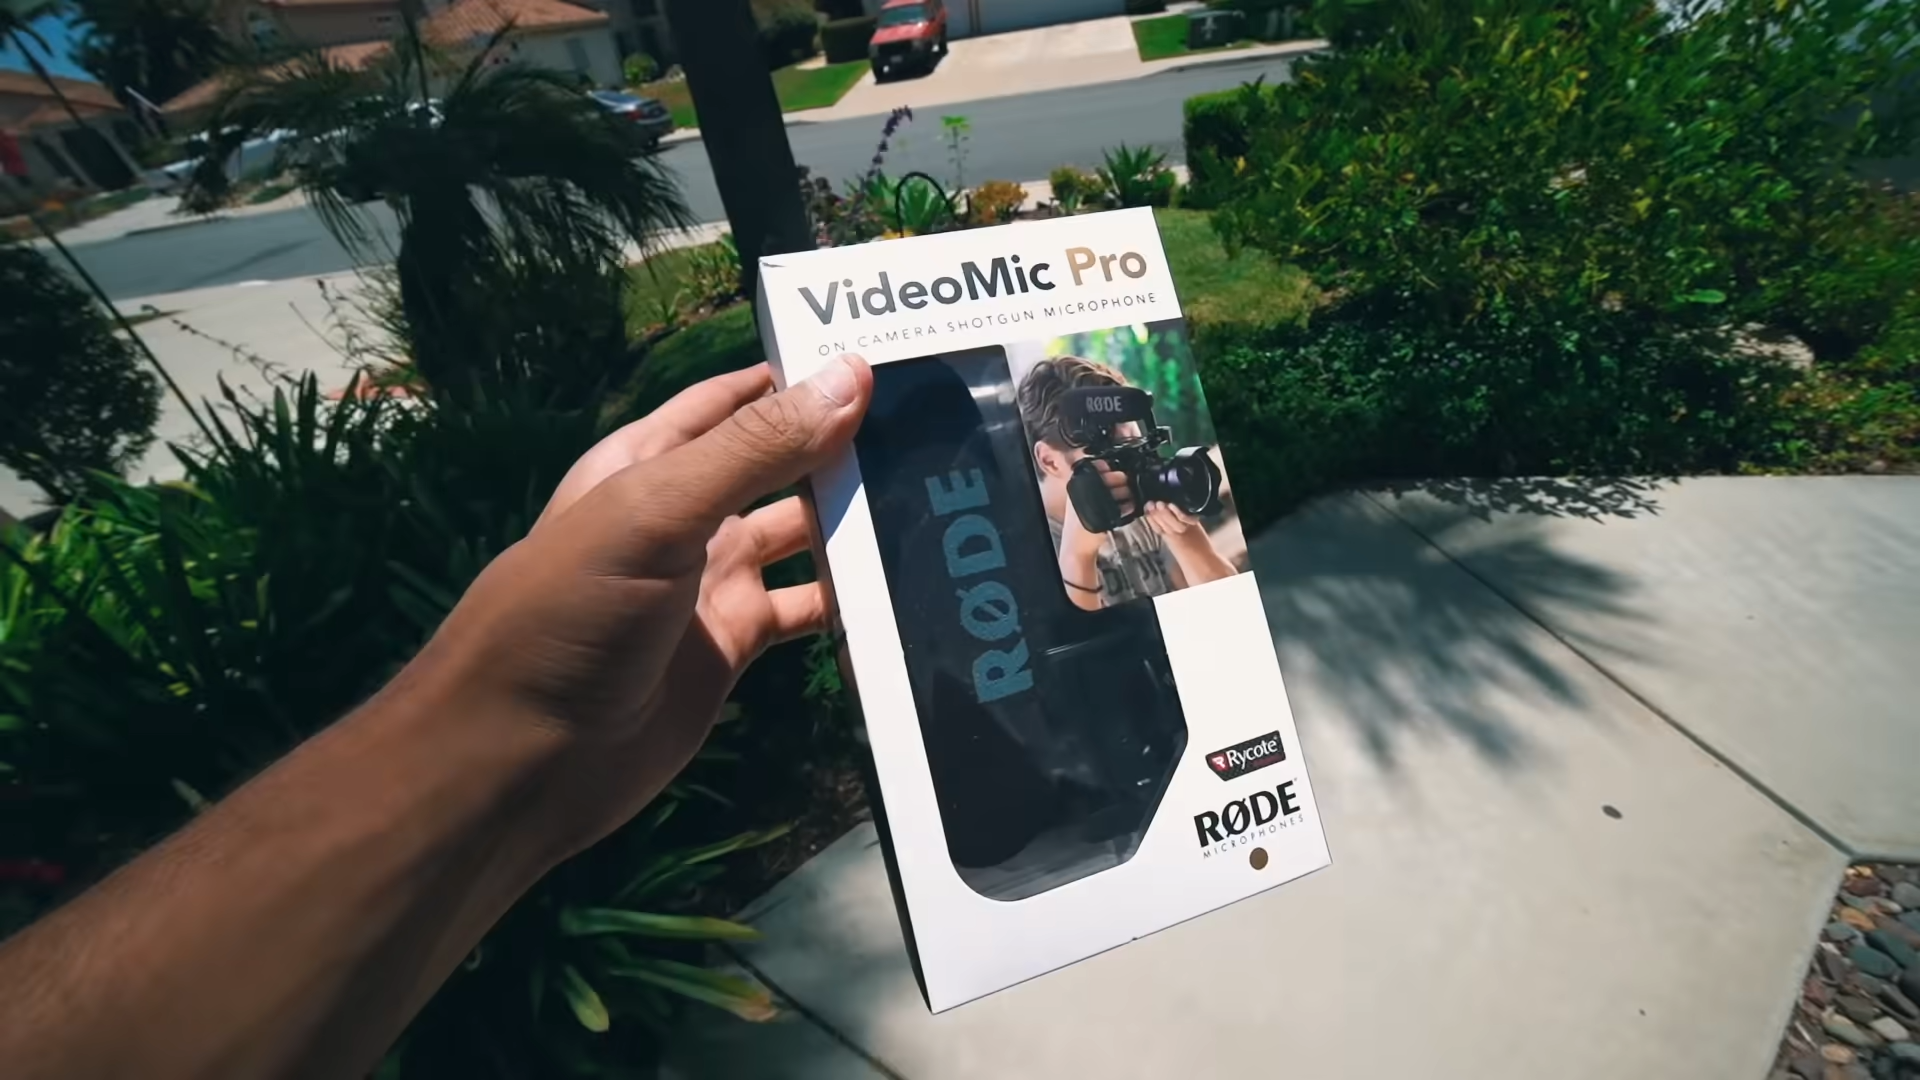 VideoMic Pro
ON CAMERA SHOTGUN MICROPHONE
RØDE
RØDE
Rycote
RØDE
MICROPHONES